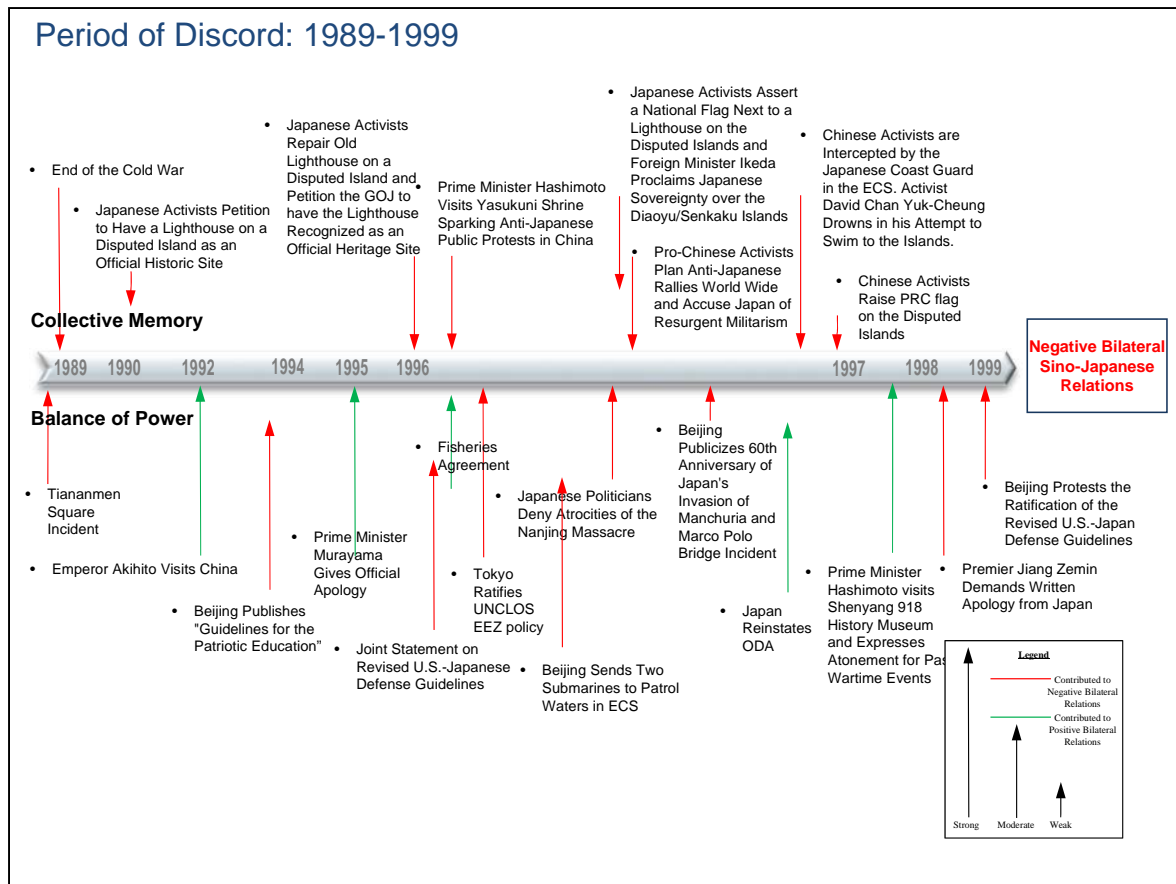 Period of Discord: 1989-1999
• End of the Cold War
• Japanese Activists Petition
to Have a Lighthouse on a
Disputed Island as an
Official Historic Site
• Japanese Activists
Repair Old
Lighthouse on a
Disputed Island and
Petition the GOJ to
have the Lighthouse
Recognized as an
Official Heritage Site
• Prime Minister Hashimoto
Visits Yasukuni Shrine
Sparking Anti-Japanese
Public Protests in China
• Japanese Activists Assert
a National Flag Next to a
Lighthouse on the
Disputed Islands and
Foreign Minister Ikeda
Proclaims Japanese
Sovereignty over the
Diaoyu/Senkaku Islands
• Pro-Chinese Activists
Plan Anti-Japanese
Rallies World Wide
and Accuse Japan of
Resurgent Militarism
• Chinese Activists are
Intercepted by the
Japanese Coast Guard
in the ECS. Activist
David Chan Yuk-Cheung
Drowns in his Attempt to
Swim to the Islands.
• Chinese Activists
Raise PRC flag
on the Disputed
Islands
Collective Memory
1989 1990 1992 1994 1995 1996 1997 1998 1999
Negative Bilateral
Sino-Japanese
Relations
Balance of Power
• Tiananmen
Square
Incident
• Emperor Akihito Visits China
• Beijing Publishes
"Guidelines for the
Patriotic Education”
• Prime Minister
Murayama
Gives Official
Apology
• Joint Statement on
Revised U.S.-Japanese
Defense Guidelines
• Fisheries
Agreement
• Tokyo
Ratifies
UNCLOS
EEZ policy
• Japanese Politicians
Deny Atrocities of the
Nanjing Massacre
• Beijing Sends Two
Submarines to Patrol
Waters in ECS
• Beijing
Publicizes 60th
Anniversary of
Japan's
Invasion of
Manchuria and
Marco Polo
Bridge Incident
• Japan
Reinstates
ODA
• Prime Minister
Hashimoto visits
Shenyang 918
History Museum
and Expresses
Atonement for Pas
Wartime Events
• Premier Jiang Zemin
Demands Written
Apology from Japan
• Beijing Protests the
Ratification of the
Revised U.S.-Japan
Defense Guidelines
Legend
Contributed to
Negative Bilateral
Relations
Contributed to
Positive Bilateral
Relations
Strong Moderate Weak